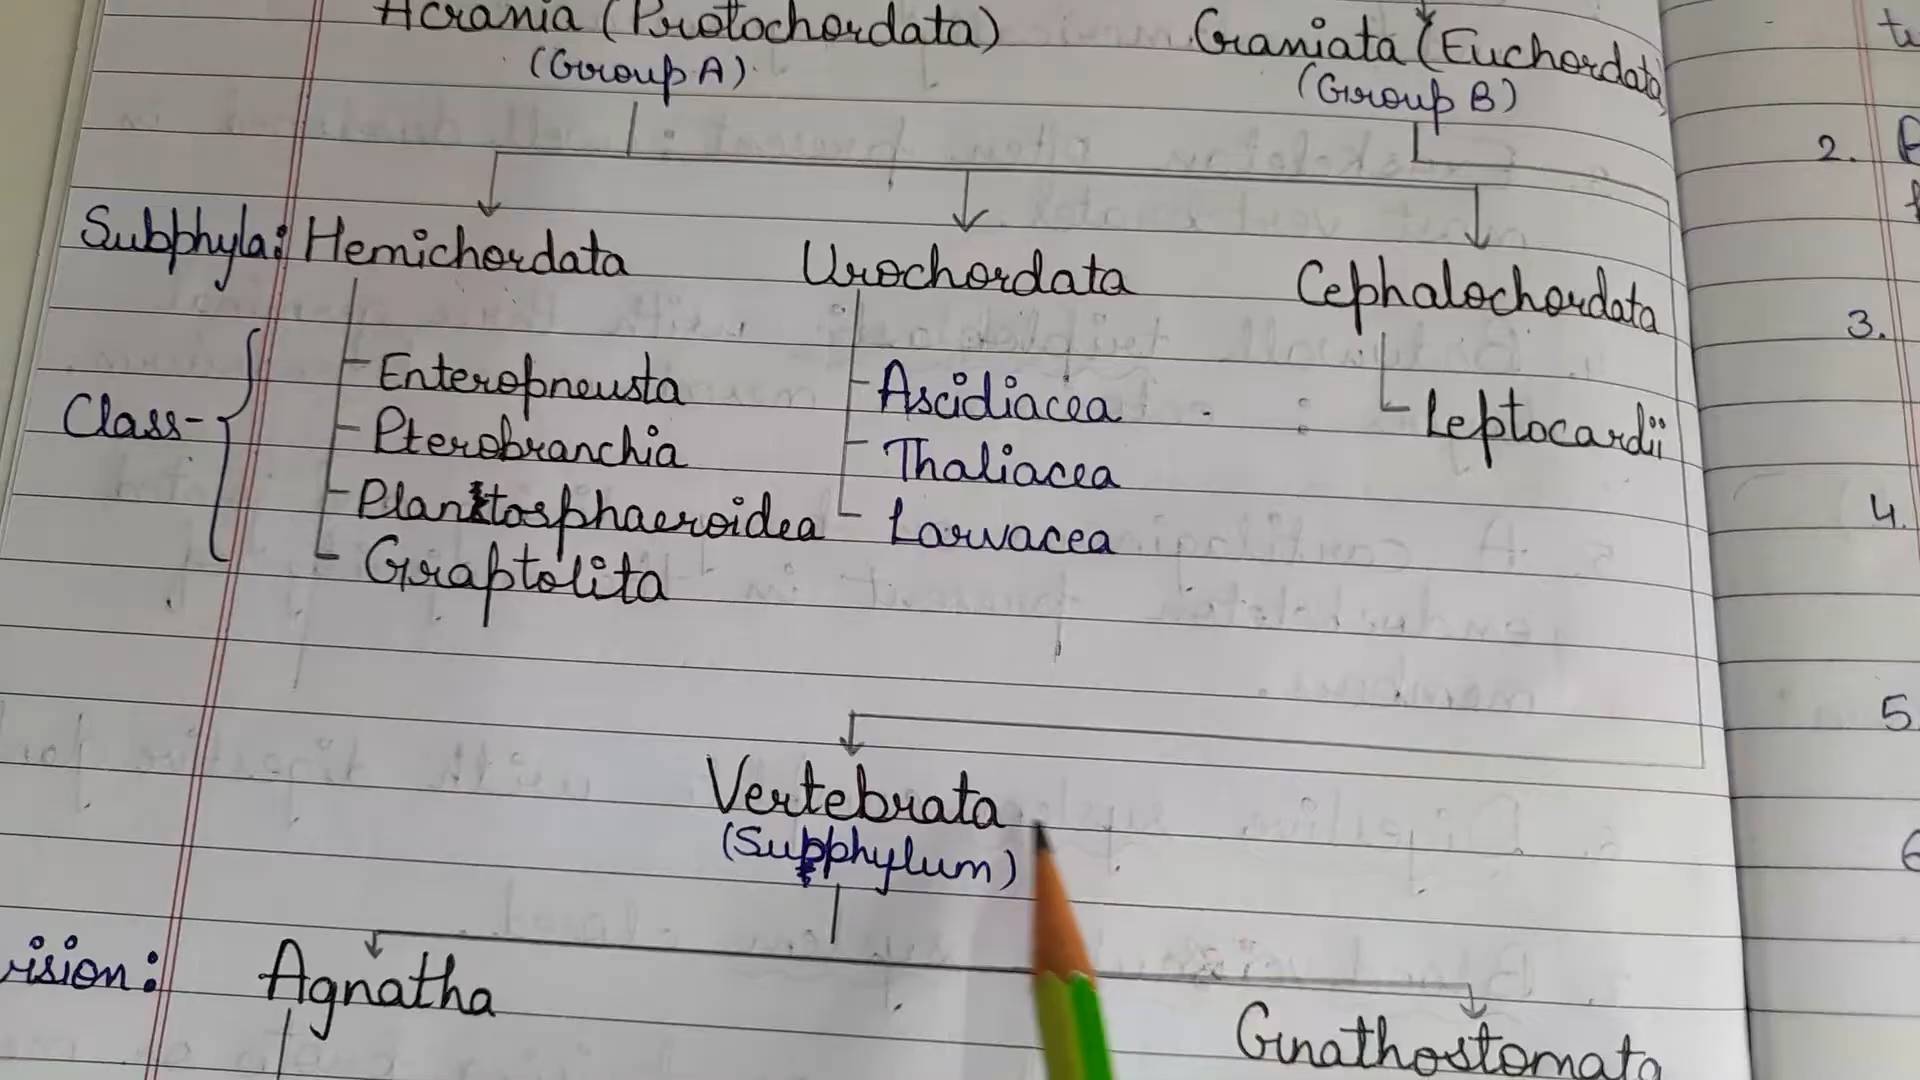 Acrania (Protochordata) Craniata (Euchordata)
(Group A) (Group B)
Subphyla: Hemichordata Urochordata Cephalochordata
Class- Enteropneusta Ascidiacea Leptocardii
Pterobranchia Thaliacea
Planktosphaeroidea Larvacea
Graptolita
Vertebrata
(Subphylum)
ision: Agnatha Gnathostomata
2.
3.
4.
5.
6